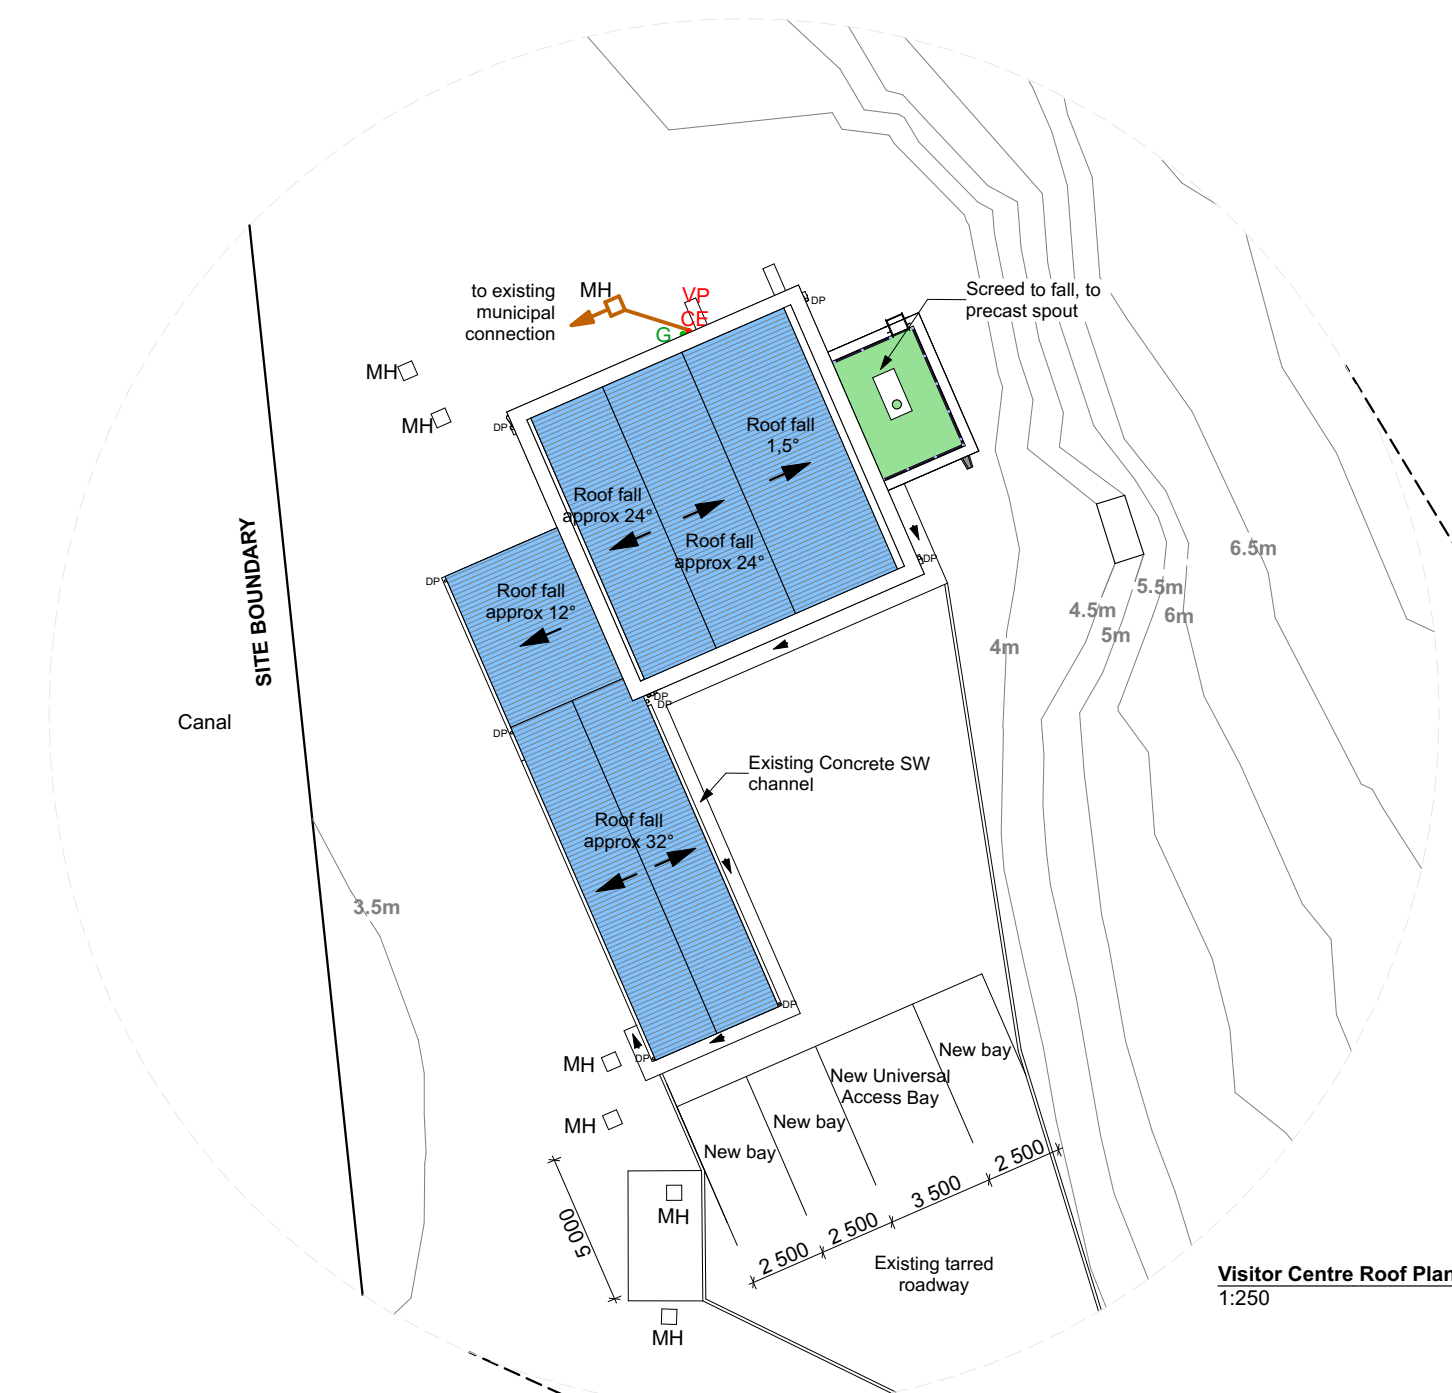 to existing
municipal
connection
MH
VP
CE
G
DP
Screed to fall, to
precast spout
MH
MH
DP
Roof fall
1,5°
Roof fall
approx 24°
Roof fall
approx 24°
DP
DP
Roof fall
approx 12°
SITE BOUNDARY
Canal
6.5m
5.5m
4.5m
6m
5m
4m
DP
DP
DP
Existing Concrete SW
channel
Roof fall
approx 32°
3.5m
DP
DP
MH
MH
New bay
New Universal
Access Bay
New bay
New bay
2 500
3 500
2 500
2 500
5 000
MH
Existing tarred
roadway
MH
Visitor Centre Roof Plan
1:250